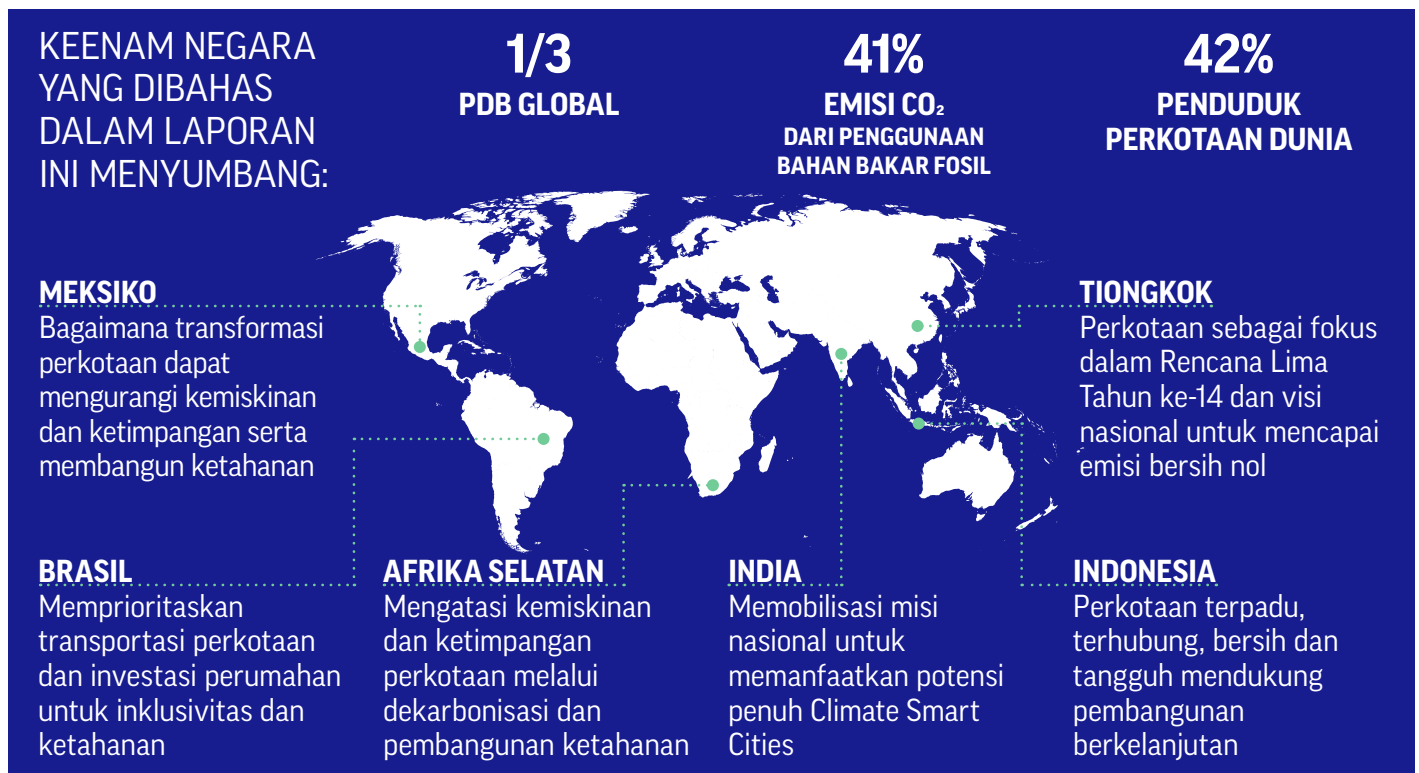 KEENAM NEGARA
YANG DIBAHAS
DALAM LAPORAN
INI MENYUMBANG:
1/3
PDB GLOBAL
41%
EMISI CO₂
DARI PENGGUNAAN
BAHAN BAKAR FOSIL
42%
PENDUDUK
PERKOTAAN DUNIA
MEKSIKO
Bagaimana transformasi
perkotaan dapat
mengurangi kemiskinan
dan ketimpangan serta
membangun ketahanan
TIONGKOK
Perkotaan sebagai fokus
dalam Rencana Lima
Tahun ke-14 dan visi
nasional untuk mencapai
emisi bersih nol
BRASIL
Memprioritaskan
transportasi perkotaan
dan investasi perumahan
untuk inklusivitas dan
ketahanan
AFRIKA SELATAN
Mengatasi kemiskinan
dan ketimpangan
perkotaan melalui
dekarbonisasi dan
pembangunan ketahanan
INDIA
Memobilisasi misi
nasional untuk
memanfaatkan potensi
penuh Climate Smart
Cities
INDONESIA
Perkotaan terpadu,
terhubung, bersih dan
tangguh mendukung
pembangunan
berkelanjutan